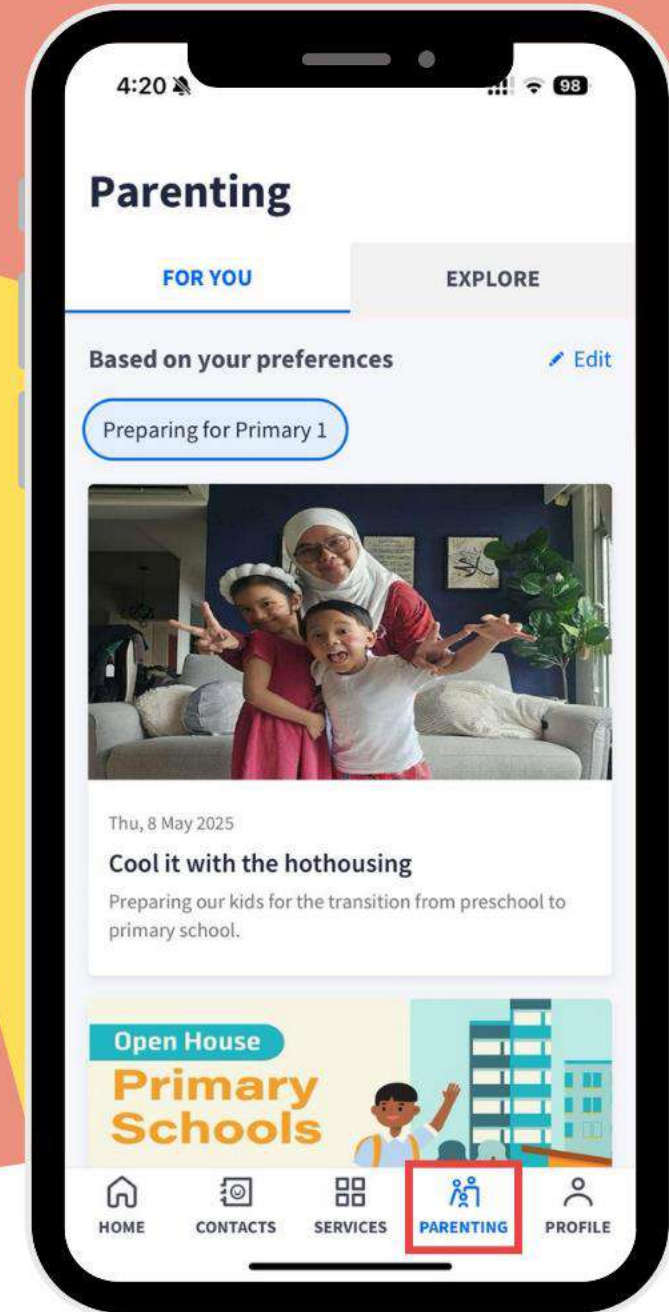 4:20
98
Parenting
FOR YOU
EXPLORE
Based on your preferences
Edit
Preparing for Primary 1
Thu, 8 May 2025
Cool it with the hothousing
Preparing our kids for the transition from preschool to
primary school.
Open House
Primary
Schools
HOME
CONTACTS
SERVICES
PARENTING
PROFILE